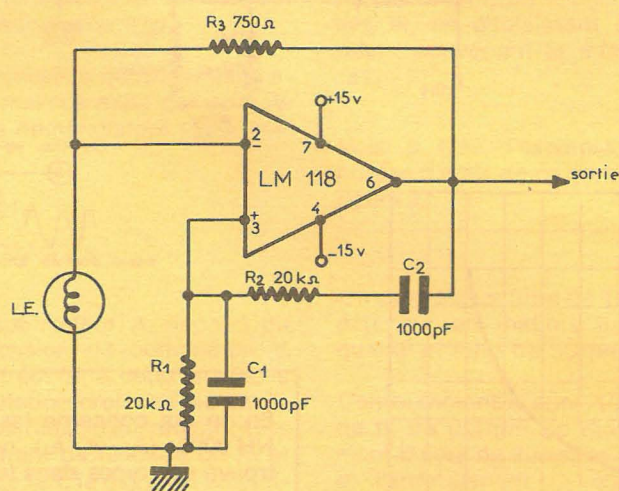 R3 750Ω
+15v
2
−
7
LM 118
6
sortie
+
3
4
−15v
R2 20kΩ
C2
1000pF
I.E.
R1
20kΩ
C1
1000pF